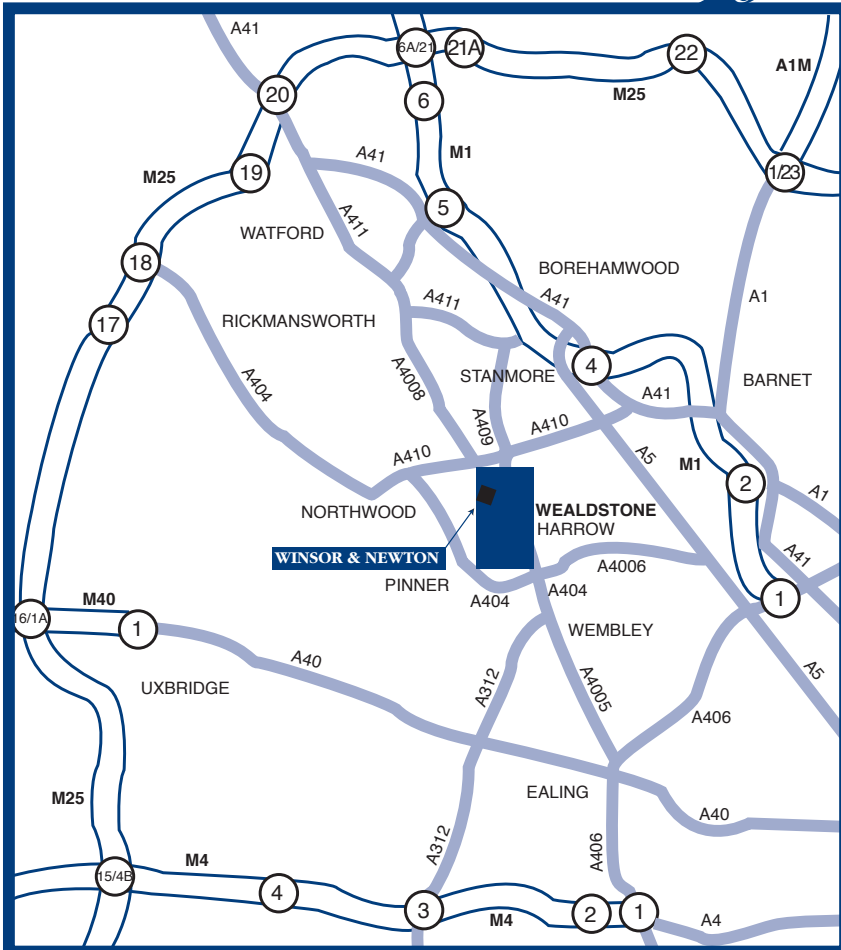 A41
6A/21
21A
22
A1M
20
6
M25
M1
A41
19
1/23
M25
5
A411
WATFORD
18
BOREHAMWOOD
A411
A41
A1
17
RICKMANSWORTH
A4008
4
STANMORE
A404
BARNET
A41
A409
A410
A410
A5
M1
2
A1
NORTHWOOD
WEALDSTONE
HARROW
WINSOR & NEWTON
A41
A4006
PINNER
A404
A404
M40
16/1A
1
1
WEMBLEY
A40
A312
A4005
A5
UXBRIDGE
A406
M25
EALING
A40
A312
A406
M4
15/4B
4
3
M4
2
1
A4